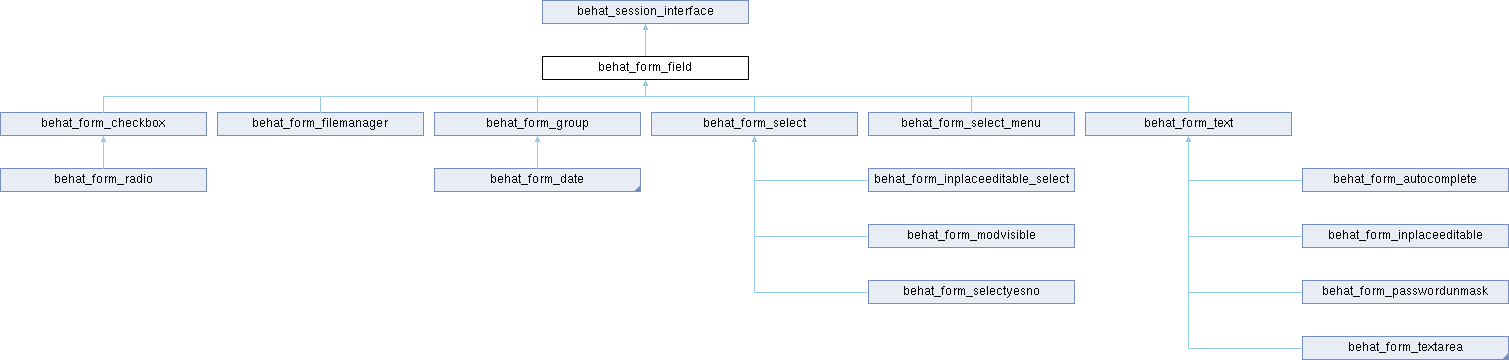 behat_session_interface
behat_form_field
behat_form_checkbox
behat_form_filemanager
behat_form_group
behat_form_select
behat_form_select_menu
behat_form_text
behat_form_radio
behat_form_date
behat_form_inplaceeditable_select
behat_form_autocomplete
behat_form_modvisible
behat_form_inplaceeditable
behat_form_selectyesno
behat_form_passwordunmask
behat_form_textarea